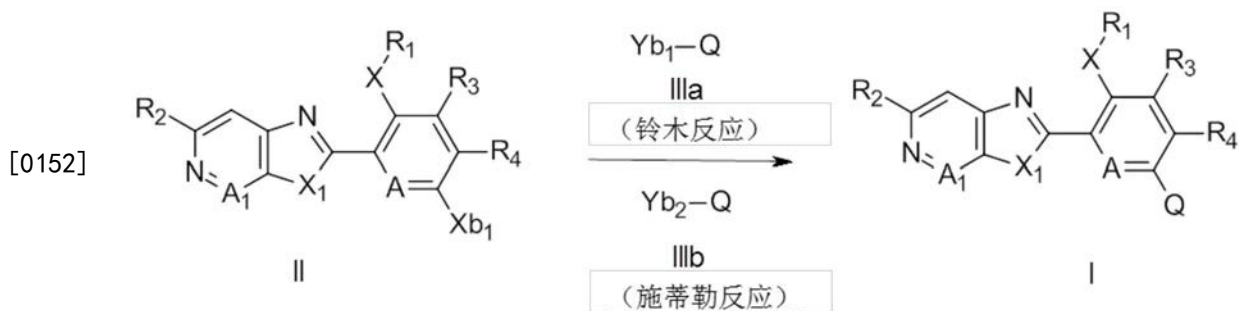 R₁
X
R₃
R₂
N
N
A₁
X₁
A
R₄
Xb₁
II
[0152]
Yb₁—Q
IIIa
（铃木反应）
Yb₂—Q
IIIb
（施蒂勒反应）
R₁
X
R₃
R₂
N
N
A₁
X₁
A
R₄
Q
I